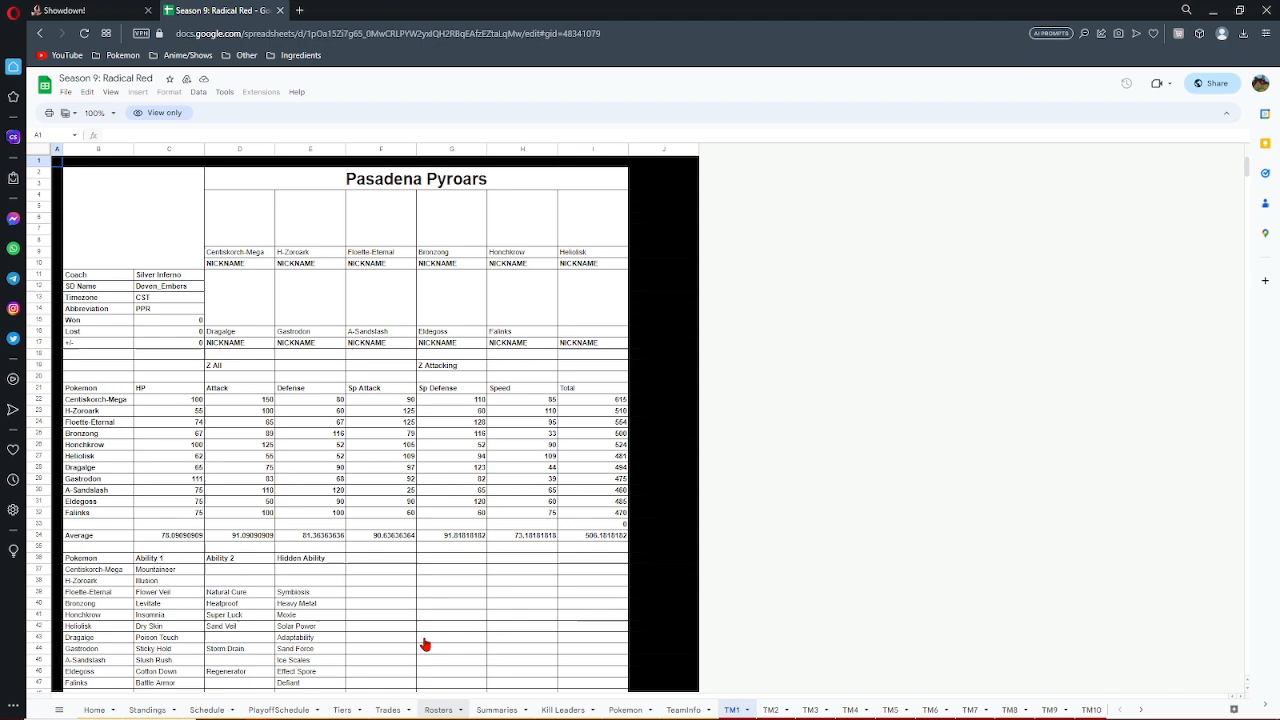 Showdown!
Season 9: Radical Red - Go
VPN
docs.google.com/spreadsheets/d/1pOa15Zi7g65_0MwCRLPYW2yxIQH2RBqEAfzEZtLqMw/edit#gid=48341079
AI PROMPTS
YouTube Pokemon Anime/Shows Other Ingredients
Season 9: Radical Red
File Edit View Insert Format Data Tools Extensions Help
Share
100% View only
A1 fx
A B C D E F G H I J
Pasadena Pyroars
Centiskorch-Mega H-Zoroark Floette-Eternal Bronzong Honchkrow Heliolisk
NICKNAME NICKNAME NICKNAME NICKNAME NICKNAME NICKNAME
Coach Silver Inferno
SD Name Deven_Embers
Timezone CST
Abbreviation PPR
Won 0
Lost 0 Dragalge Gastrodon A-Sandslash Eldegoss Falinks
+/- 0 NICKNAME NICKNAME NICKNAME NICKNAME NICKNAME NICKNAME
Z All Z Attacking
Pokemon HP Attack Defense Sp Attack Sp Defense Speed Total
Centiskorch-Mega 100 150 80 90 110 85 615
H-Zoroark 55 100 60 125 60 110 510
Floette-Eternal 74 65 67 125 128 95 554
Bronzong 67 89 116 79 116 33 500
Honchkrow 100 125 52 105 52 90 524
Heliolisk 62 55 52 109 94 109 481
Dragalge 65 75 90 97 123 44 494
Gastrodon 111 83 68 92 82 39 475
A-Sandslash 75 110 120 25 65 65 460
Eldegoss 75 50 90 90 120 60 485
Falinks 75 100 100 60 60 75 470
0
Average 78.09090909 91.09090909 81.36363636 90.63636364 91.81818182 73.18181818 506.1818182
Pokemon Ability 1 Ability 2 Hidden Ability
Centiskorch-Mega Mountaineer
H-Zoroark Illusion
Floette-Eternal Flower Veil Natural Cure Symbiosis
Bronzong Levitate Heatproof Heavy Metal
Honchkrow Insomnia Super Luck Moxie
Heliolisk Dry Skin Sand Veil Solar Power
Dragalge Poison Touch Adaptability
Gastrodon Sticky Hold Storm Drain Sand Force
A-Sandslash Slush Rush Ice Scales
Eldegoss Cotton Down Regenerator Effect Spore
Falinks Battle Armor Defiant
Home Standings Schedule PlayoffSchedule Tiers Trades Rosters Summaries Kill Leaders Pokemon TeamInfo TM1 TM2 TM3 TM4 TM5 TM6 TM7 TM8 TM9 TM10